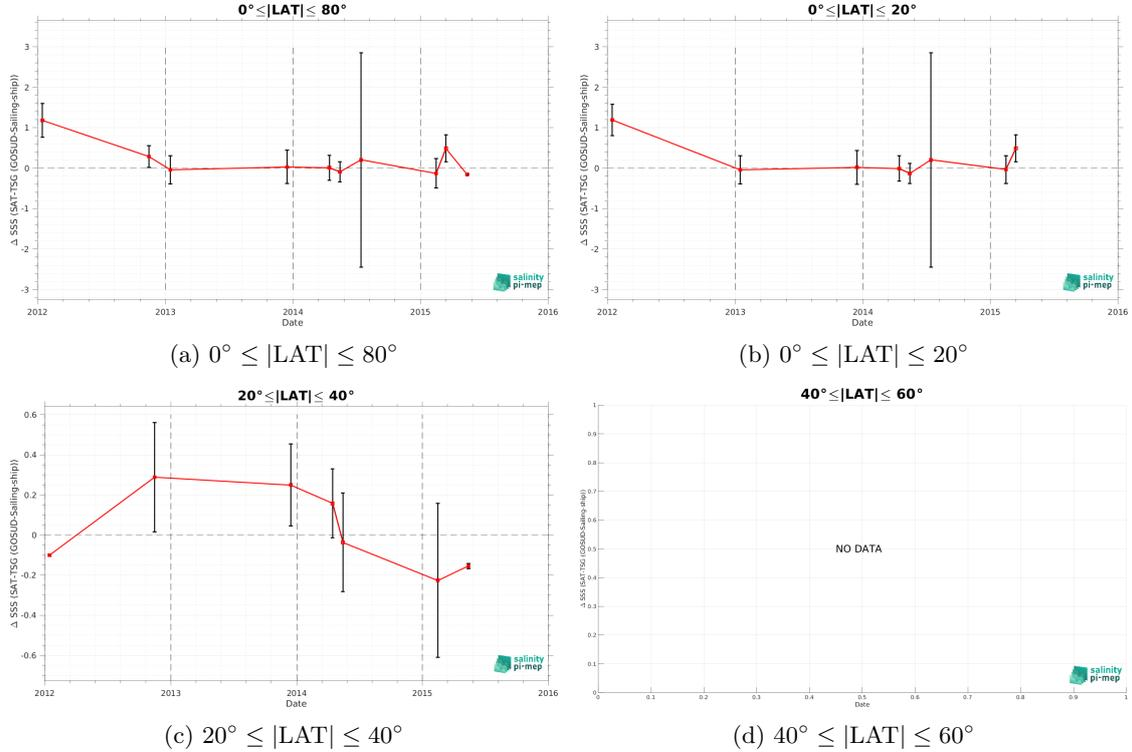 0°≤|LAT|≤ 80°
Δ SSS (SAT-TSG (GOSUD-Sailing-ship))
3
2
1
0
-1
-2
-3
2012
2013
2014
2015
2016
Date
salinity
pi-mep
(a) 0° ≤ |LAT| ≤ 80°
0°≤|LAT|≤ 20°
Δ SSS (SAT-TSG (GOSUD-Sailing-ship))
3
2
1
0
-1
-2
-3
2012
2013
2014
2015
2016
Date
salinity
pi-mep
(b) 0° ≤ |LAT| ≤ 20°
20°≤|LAT|≤ 40°
Δ SSS (SAT-TSG (GOSUD-Sailing-ship))
0.6
0.4
0.2
0
-0.2
-0.4
-0.6
2012
2013
2014
2015
2016
Date
salinity
pi-mep
(c) 20° ≤ |LAT| ≤ 40°
40°≤|LAT|≤ 60°
Δ SSS (SAT-TSG (GOSUD-Sailing-ship))
1
0.9
0.8
0.7
0.6
0.5
0.4
0.3
0.2
0.1
0
NO DATA
0
0.1
0.2
0.3
0.4
0.5
0.6
0.7
0.8
0.9
1
Date
salinity
pi-mep
(d) 40° ≤ |LAT| ≤ 60°